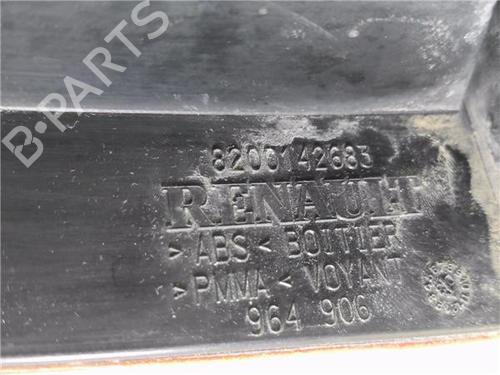 B-PARTS
8200142683
RENAULT
> ABS < BOITIER
> PMMA < VOYANT
964 906